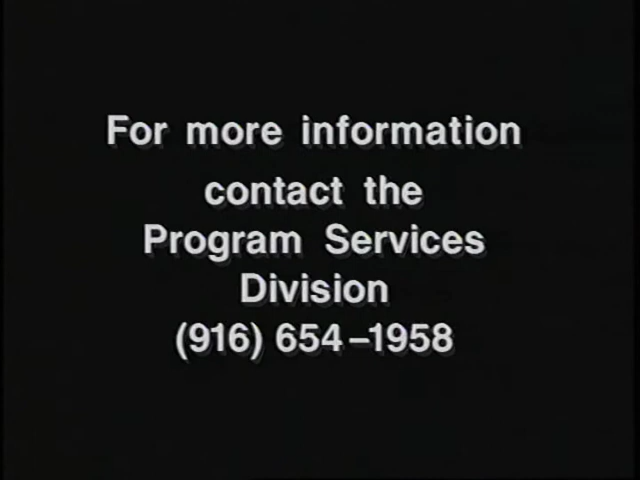 For more information
contact the
Program Services
Division
(916) 654-1958